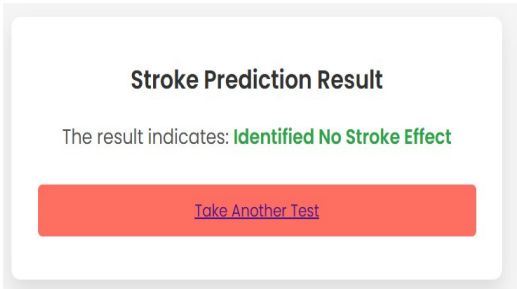 Stroke Prediction Result
The result indicates: Identified No Stroke Effect
Take Another Test